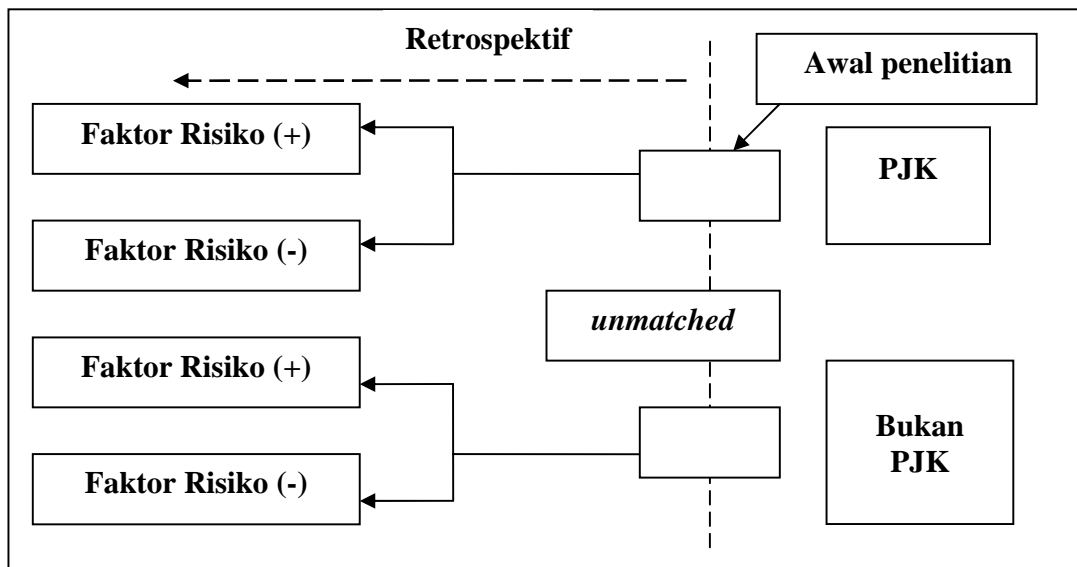 Retrospektif
Awal penelitian
Faktor Risiko (+)
PJK
Faktor Risiko (-)
unmatched
Faktor Risiko (+)
Bukan
PJK
Faktor Risiko (-)